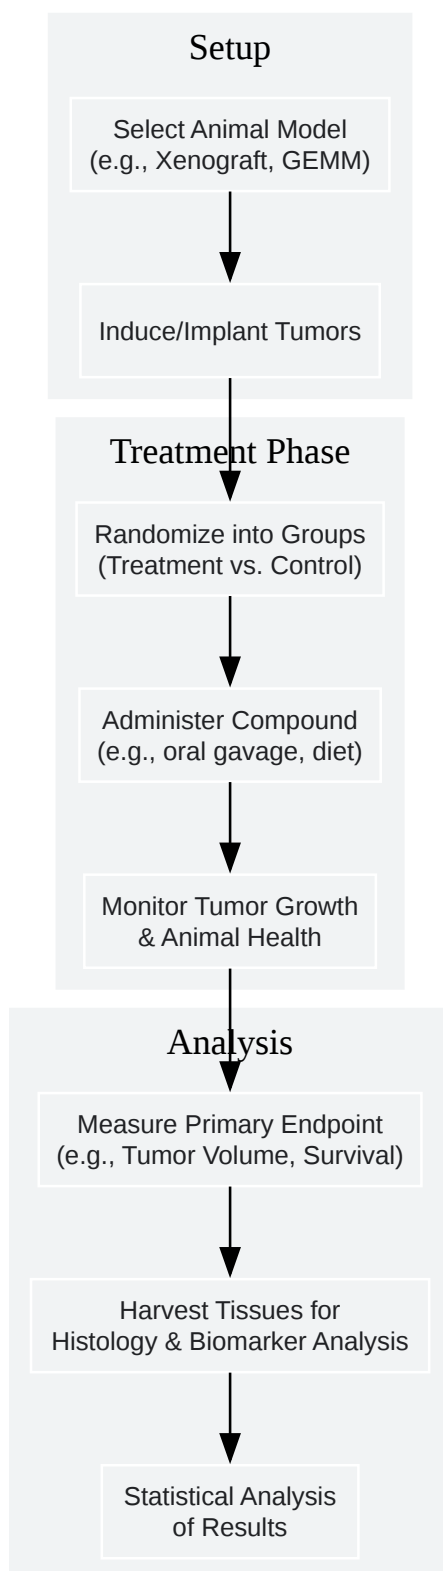 Setup
Select Animal Model
(e.g., Xenograft, GEMM)
Induce/Implant Tumors
Treatment Phase
Randomize into Groups
(Treatment vs. Control)
Administer Compound
(e.g., oral gavage, diet)
Monitor Tumor Growth
& Animal Health
Analysis
Measure Primary Endpoint
(e.g., Tumor Volume, Survival)
Harvest Tissues for
Histology & Biomarker Analysis
Statistical Analysis
of Results